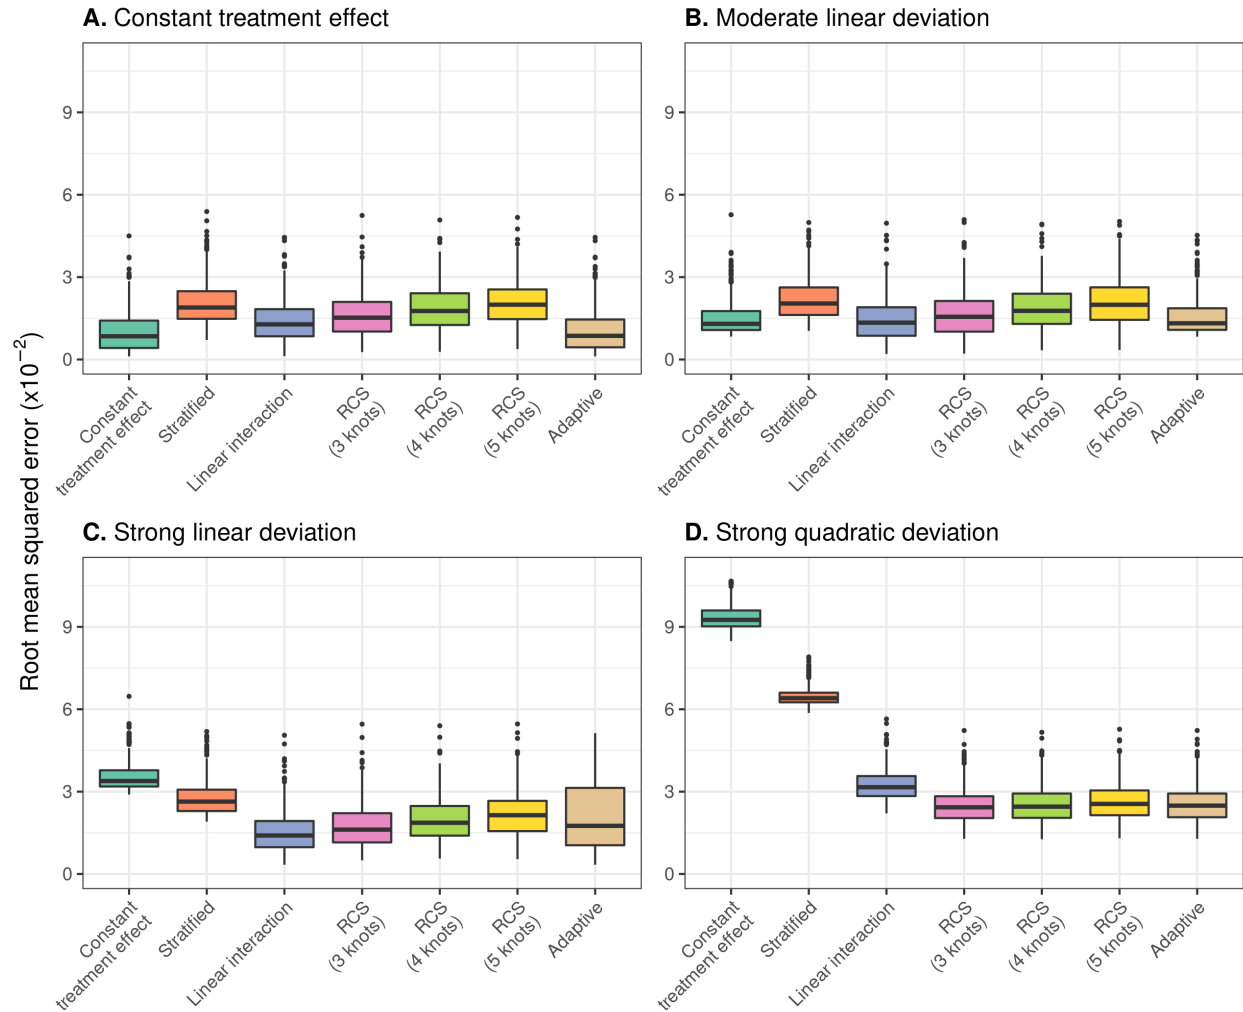 A. Constant treatment effect
B. Moderate linear deviation
Root mean squared error (x10⁻²)
9
6
3
0
9
6
3
0
Constant
treatment effect
Stratified
Linear interaction
RCS
(3 knots)
RCS
(4 knots)
RCS
(5 knots)
Adaptive
Constant
treatment effect
Stratified
Linear interaction
RCS
(3 knots)
RCS
(4 knots)
RCS
(5 knots)
Adaptive
C. Strong linear deviation
D. Strong quadratic deviation
9
6
3
0
9
6
3
0
Constant
treatment effect
Stratified
Linear interaction
RCS
(3 knots)
RCS
(4 knots)
RCS
(5 knots)
Adaptive
Constant
treatment effect
Stratified
Linear interaction
RCS
(3 knots)
RCS
(4 knots)
RCS
(5 knots)
Adaptive